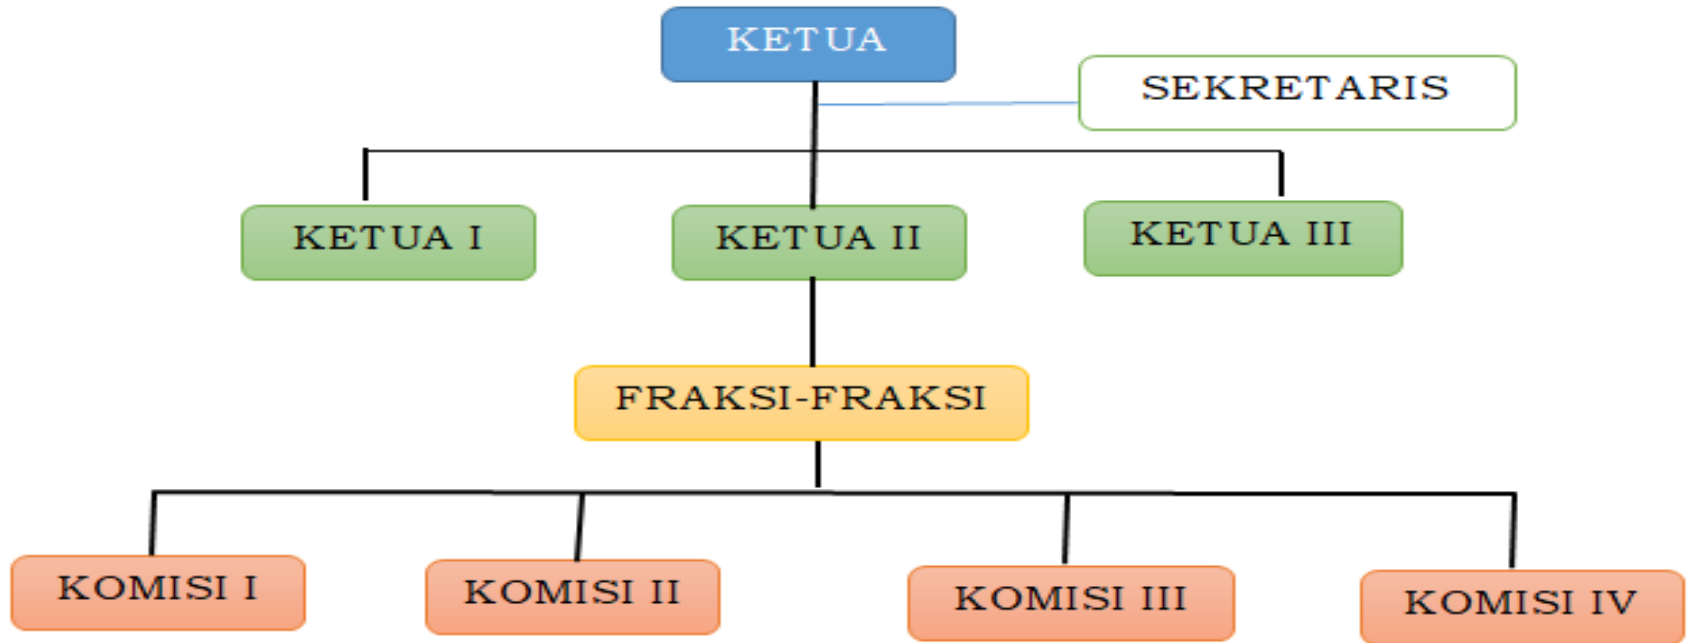 KETUA
SEKRETARIS
KETUA I
KETUA II
KETUA III
FRAKSI-FRAKSI
KOMISI I
KOMISI II
KOMISI III
KOMISI IV